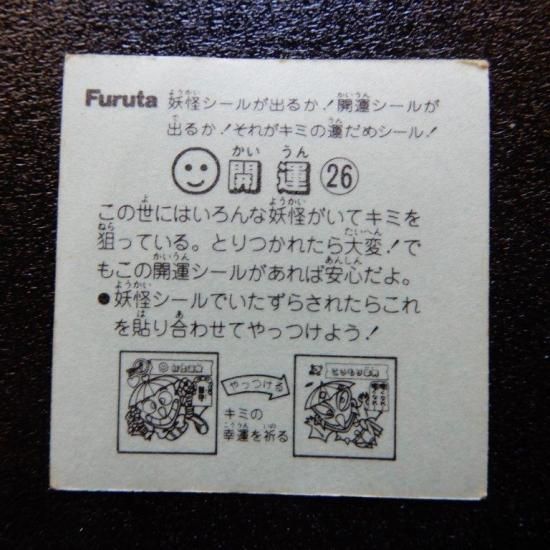 Furuta 妖怪シールが出るか!開運シールが
出るか!それがキミの運だめシール!
開運 26
この世にはいろんな妖怪がいてキミを
狙っている。とりつかれたら大変!で
もこの開運シールがあれば安心だよ。
●妖怪シールでいたずらされたらこれ
を貼り合わせてやっつけよう!
やっつける
キミの
幸運を祈る